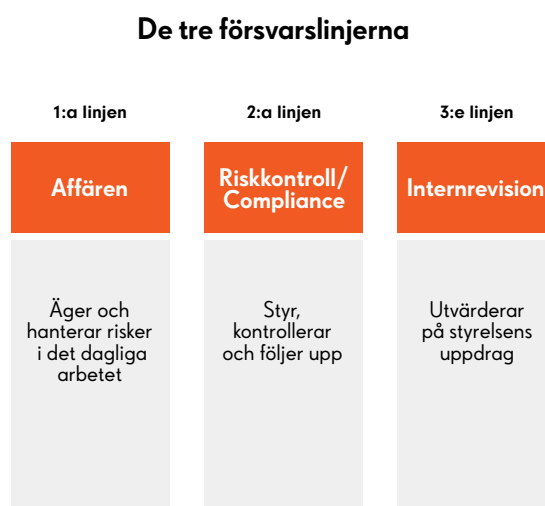 De tre försvarslinjerna
1:a linjen
2:a linjen
3:e linjen
Affären
Riskkontroll/
Compliance
Internrevision
Äger och
hanterar risker
i det dagliga
arbetet
Styr,
kontrollerar
och följer upp
Utvärderar
på styrelsens
uppdrag